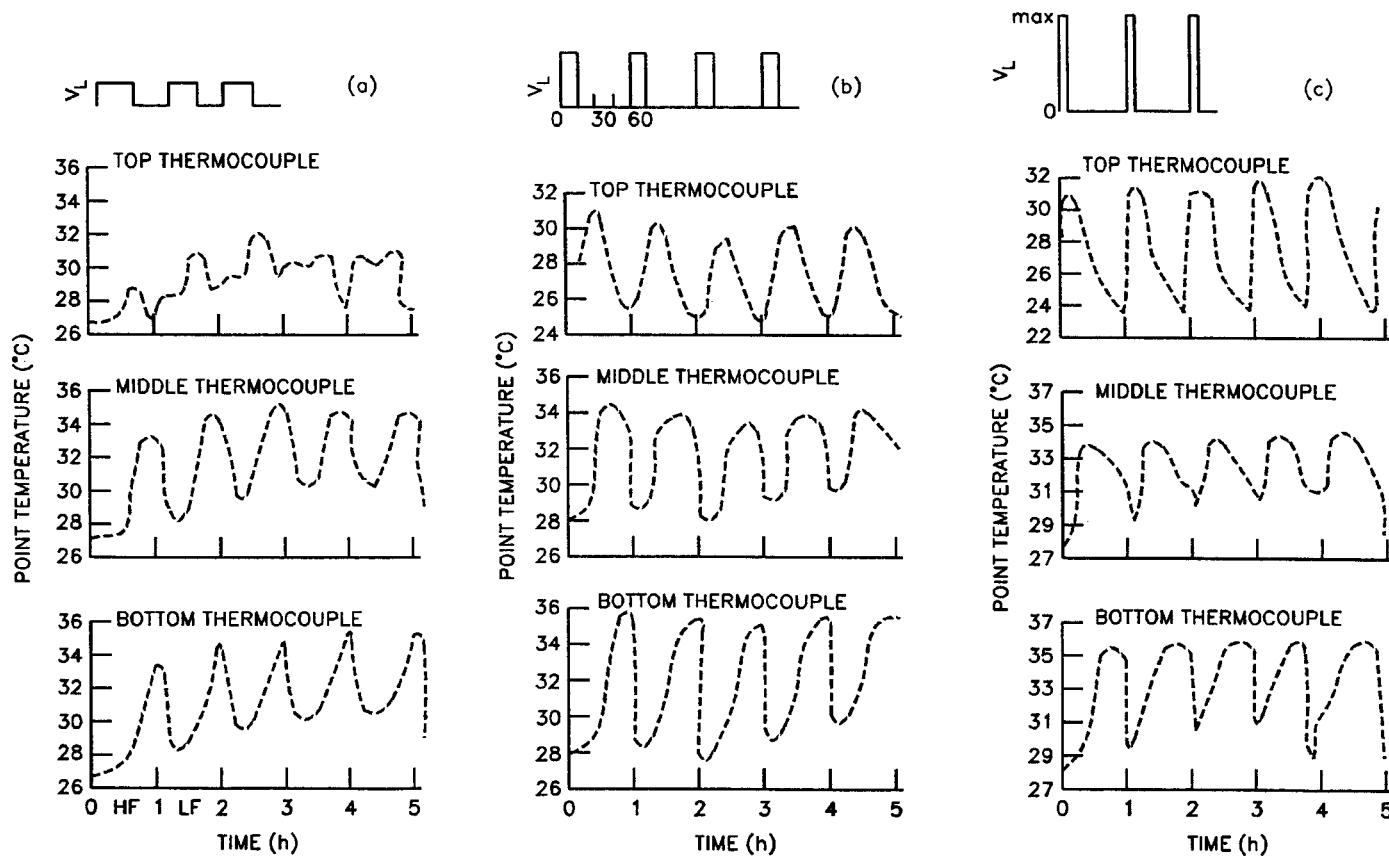 V_L
(a)
TOP THERMOCOUPLE
36
34
32
30
28
26
MIDDLE THERMOCOUPLE
36
34
32
30
28
26
BOTTOM THERMOCOUPLE
36
34
32
30
28
26
0 HF 1 LF 2 3 4 5
TIME (h)
POINT TEMPERATURE (°C)
V_L
(b)
0 30 60
TOP THERMOCOUPLE
32
30
28
26
24
MIDDLE THERMOCOUPLE
36
34
32
30
28
26
BOTTOM THERMOCOUPLE
36
34
32
30
28
26
0 1 2 3 4 5
TIME (h)
POINT TEMPERATURE (°C)
max
V_L
0
(c)
TOP THERMOCOUPLE
32
30
28
26
24
22
MIDDLE THERMOCOUPLE
37
35
33
31
29
27
BOTTOM THERMOCOUPLE
37
35
33
31
29
27
0 1 2 3 4 5
TIME (h)
POINT TEMPERATURE (°C)